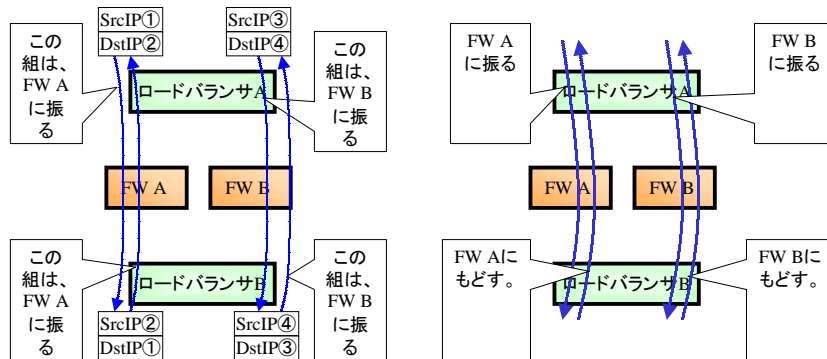 この
組は、
FW A
に振
る
SrcIP①
DstIP②
SrcIP③
DstIP④
この
組は、
FW B
に振
る
ロードバランサA
FW A
FW B
この
組は、
FW A
に振
る
ロードバランサB
この
組は、
FW B
に振
る
SrcIP②
DstIP①
SrcIP④
DstIP③
FW A
に振る
FW B
に振る
ロードバランサA
FW A
FW B
FW Aに
もどす。
FW Bに
もどす。
ロードバランサB